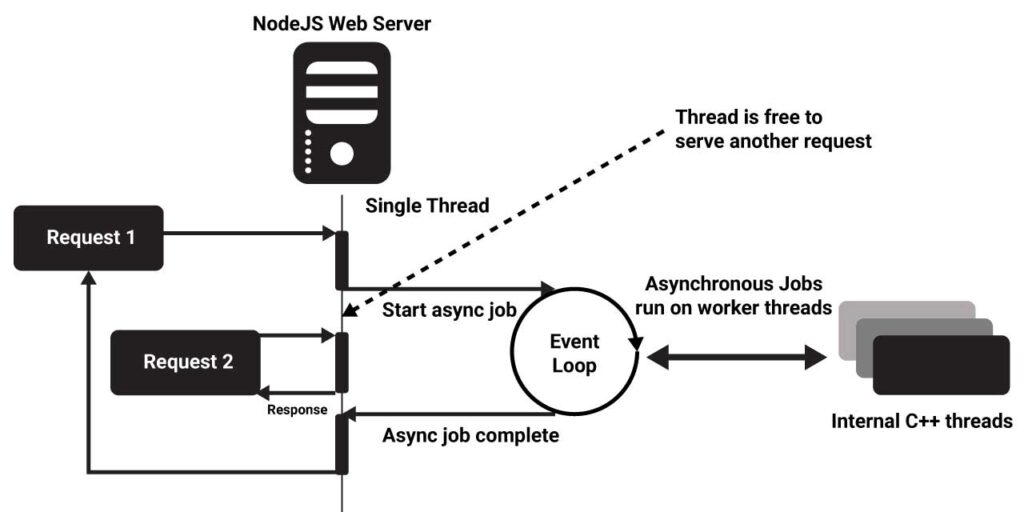 NodeJS Web Server
Thread is free to
serve another request
Single Thread
Request 1
Start async job
Asynchronous Jobs
run on worker threads
Event
Loop
Request 2
Response
Async job complete
Internal C++ threads